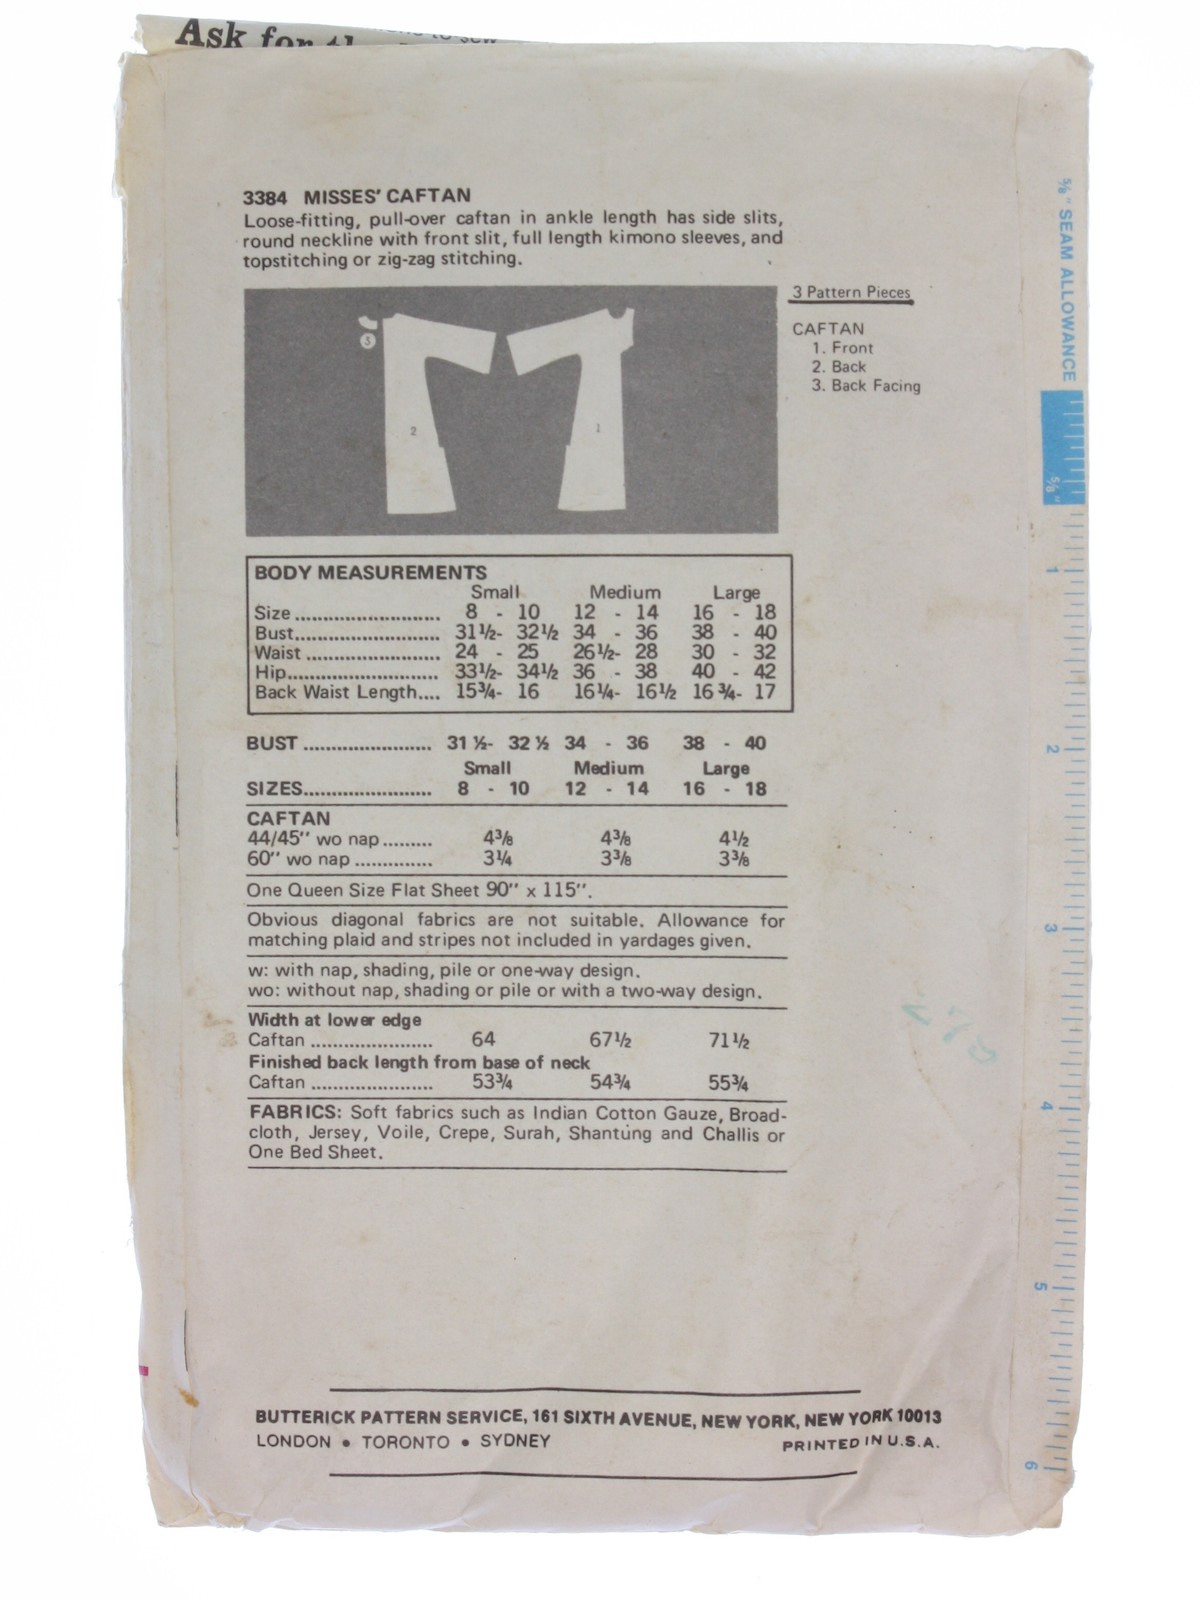 Ask for
to sew
3384 MISSES' CAFTAN
Loose-fitting, pull-over caftan in ankle length has side slits,
round neckline with front slit, full length kimono sleeves, and
topstitching or zig-zag stitching.
3 Pattern Pieces
CAFTAN
1. Front
2. Back
3. Back Facing
3
2
1
BODY MEASUREMENTS
Small Medium Large
Size .......................... 8 - 10 12 - 14 16 - 18
Bust.......................... 31½- 32½ 34 - 36 38 - 40
Waist ........................ 24 - 25 26½- 28 30 - 32
Hip........................... 33½- 34½ 36 - 38 40 - 42
Back Waist Length.... 15¾- 16 16¼- 16½ 16¾- 17
BUST ....................... 31 ½- 32 ½ 34 - 36 38 - 40
Small Medium Large
SIZES....................... 8 - 10 12 - 14 16 - 18
CAFTAN
44/45" wo nap ......... 4⅜ 4⅜ 4½
60" wo nap .............. 3¼ 3⅜ 3⅜
One Queen Size Flat Sheet 90" x 115".
Obvious diagonal fabrics are not suitable. Allowance for
matching plaid and stripes not included in yardages given.
w: with nap, shading, pile or one-way design.
wo: without nap, shading or pile or with a two-way design.
Width at lower edge
Caftan ...................... 64 67½ 71½
Finished back length from base of neck
Caftan ...................... 53¾ 54¾ 55¾
FABRICS: Soft fabrics such as Indian Cotton Gauze, Broad-
cloth, Jersey, Voile, Crepe, Surah, Shantung and Challis or
One Bed Sheet.
BUTTERICK PATTERN SERVICE, 161 SIXTH AVENUE, NEW YORK, NEW YORK 10013
LONDON • TORONTO • SYDNEY PRINTED IN U.S.A.
⅝" SEAM ALLOWANCE
⅝"
1
2
3
4
5
6